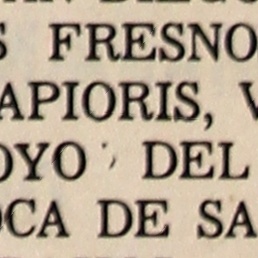 FRESNO
APIORIS, V
OYO DEL
OCA DE SA